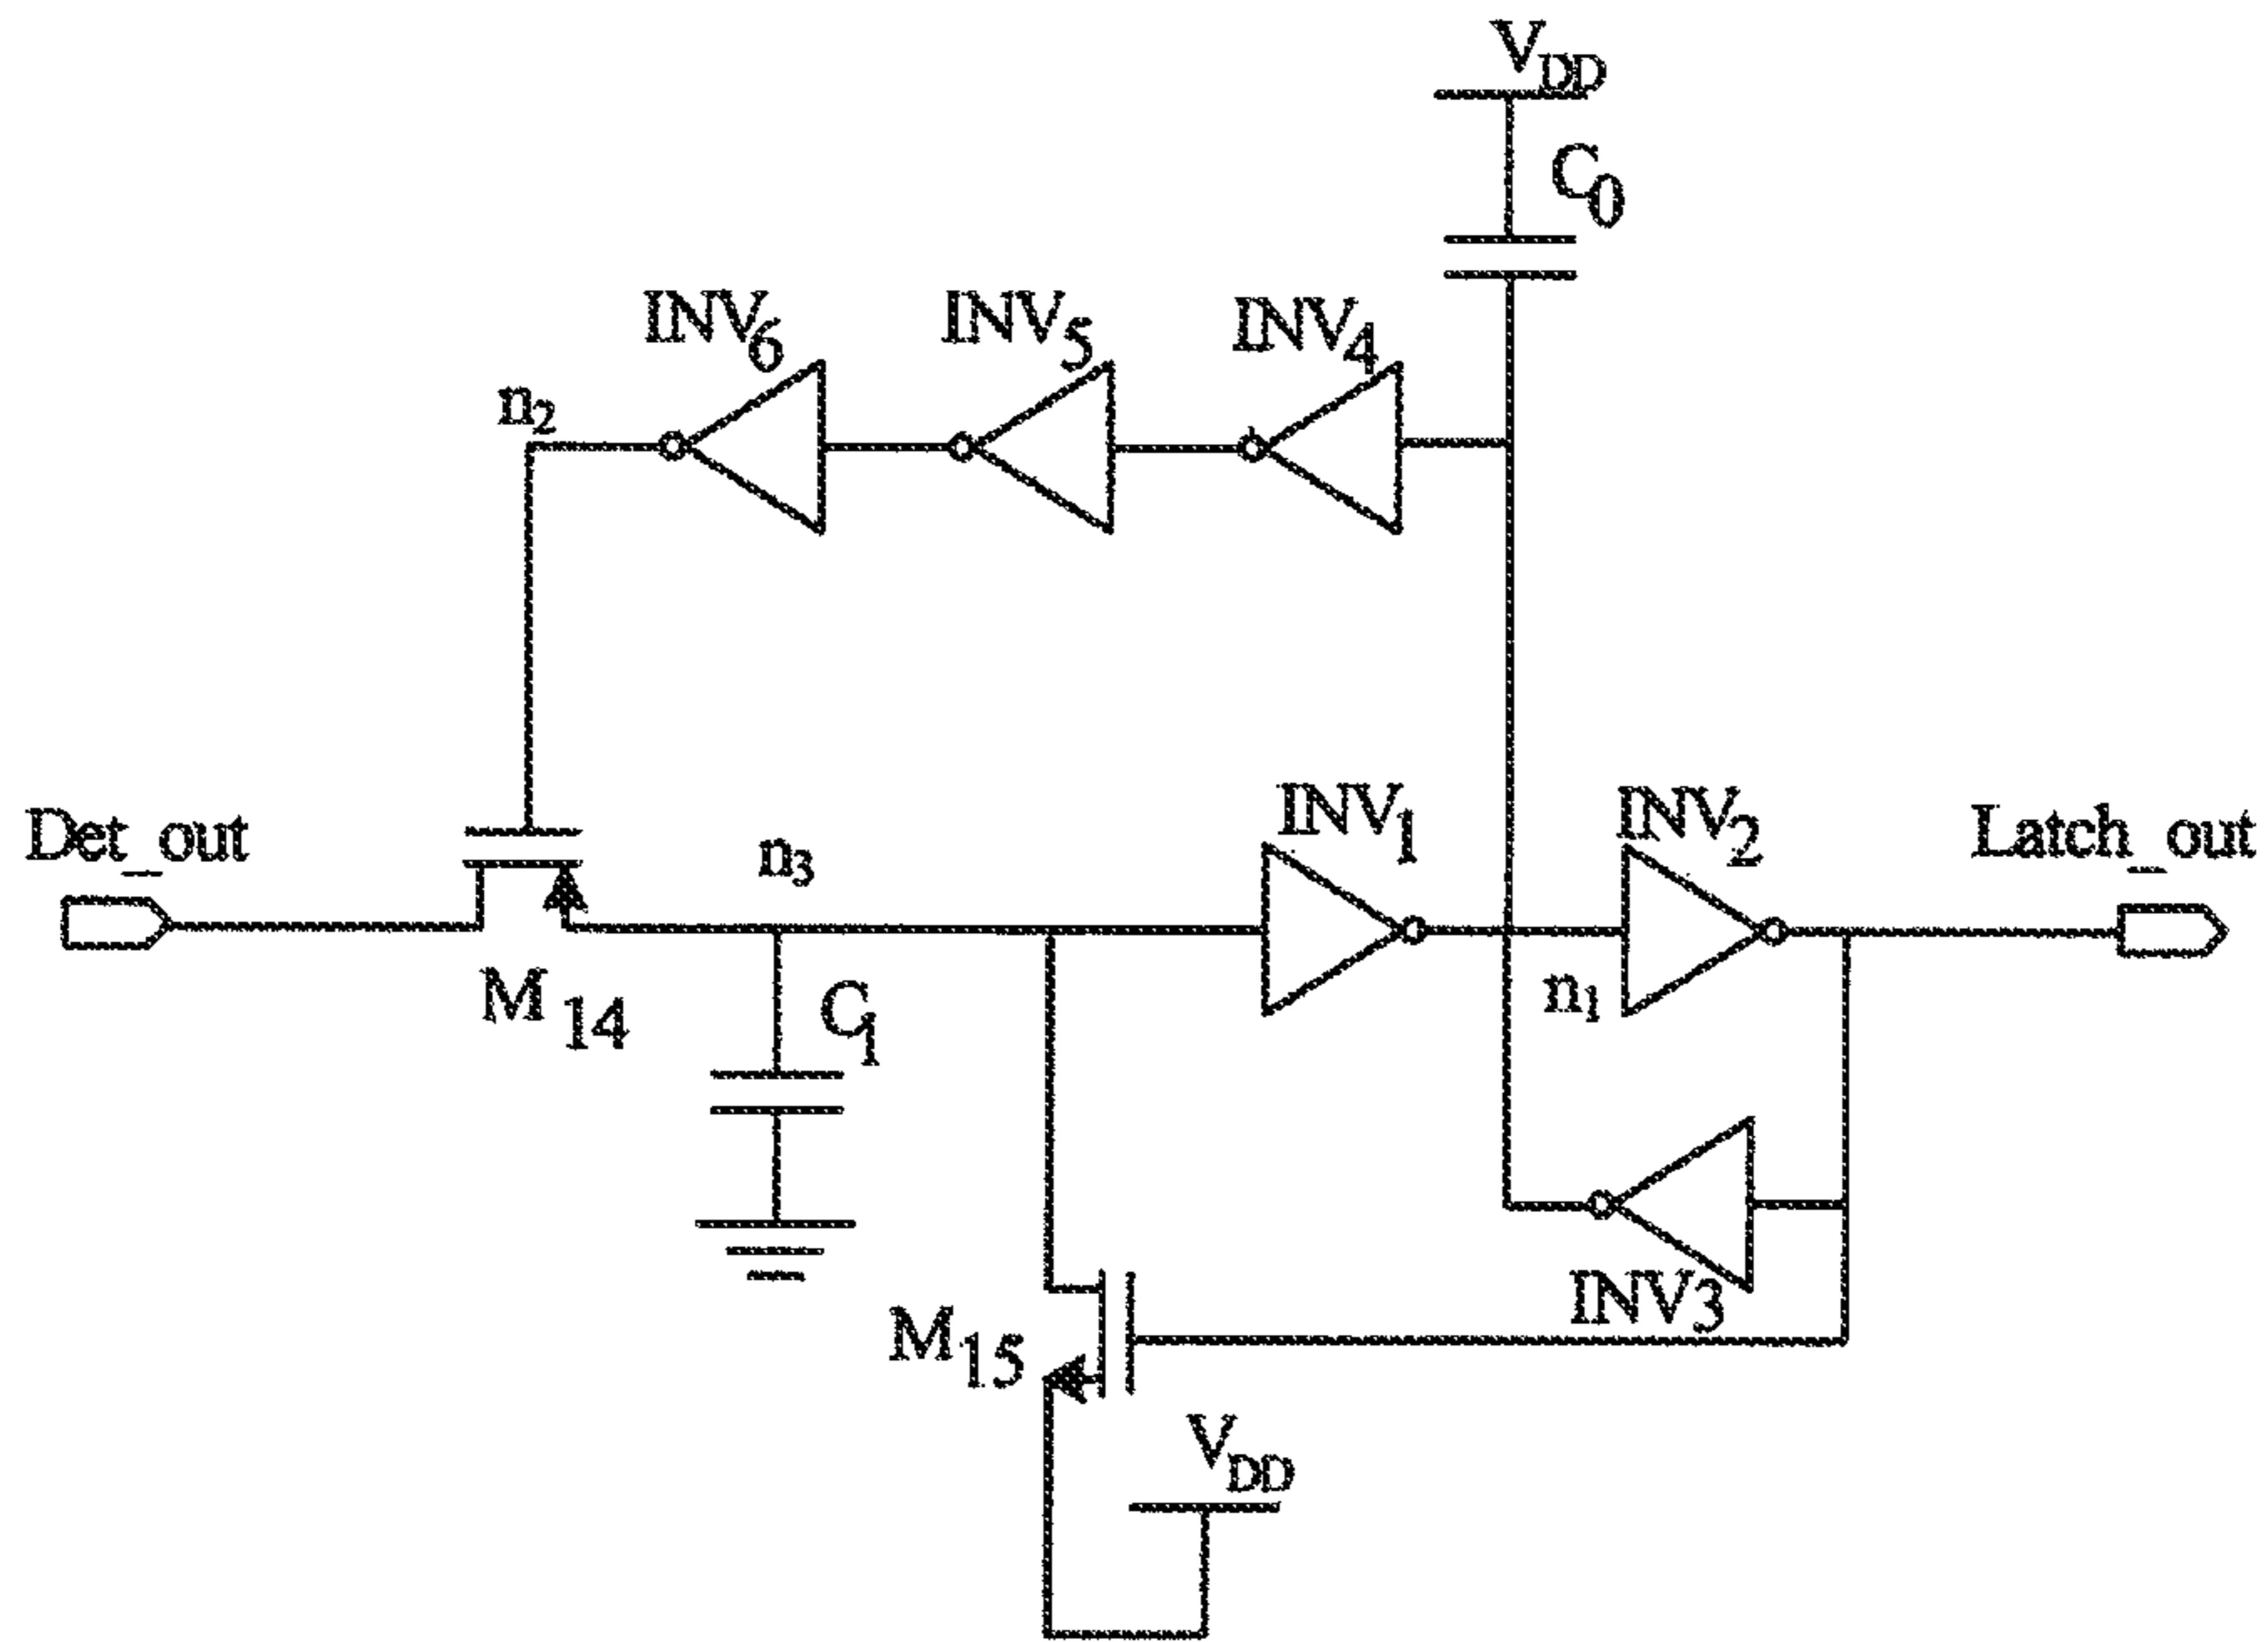 VDD
C0
INV6
INV5
INV4
n2
Det_out
n3
INV1
INV2
Latch_out
M14
C1
n1
INV3
M15
VDD